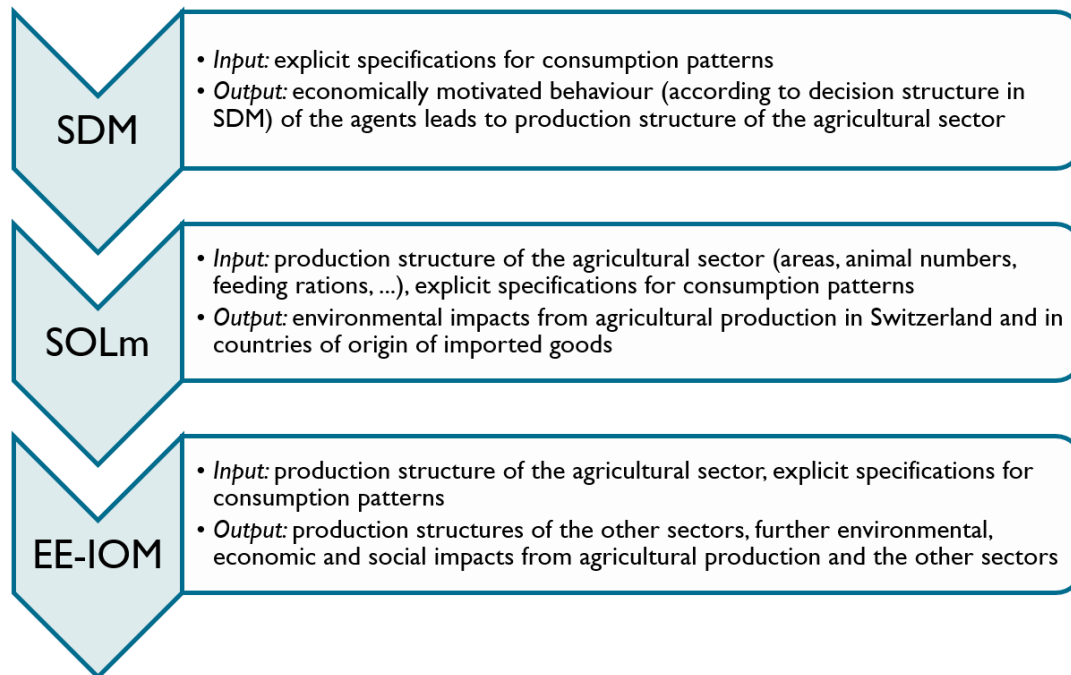 SDM
• Input: explicit specifications for consumption patterns
• Output: economically motivated behaviour (according to decision structure in
SDM) of the agents leads to production structure of the agricultural sector
SOLm
• Input: production structure of the agricultural sector (areas, animal numbers,
feeding rations, ...), explicit specifications for consumption patterns
• Output: environmental impacts from agricultural production in Switzerland and in
countries of origin of imported goods
EE-IOM
• Input: production structure of the agricultural sector, explicit specifications for
consumption patterns
• Output: production structures of the other sectors, further environmental,
economic and social impacts from agricultural production and the other sectors